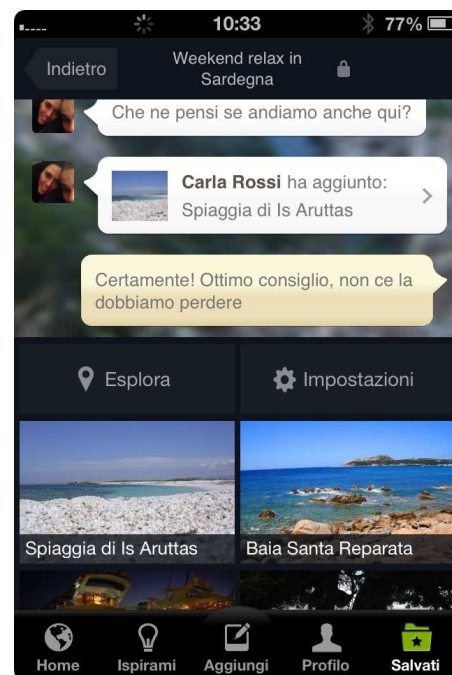 10:33
77%
Indietro
Weekend relax in
Sardegna
Che ne pensi se andiamo anche qui?
Carla Rossi ha aggiunto:
Spiaggia di Is Aruttas
Certamente! Ottimo consiglio, non ce la
dobbiamo perdere
Esplora
Impostazioni
Spiaggia di Is Aruttas
Baia Santa Reparata
Home
Ispirami
Aggiungi
Profilo
Salvati